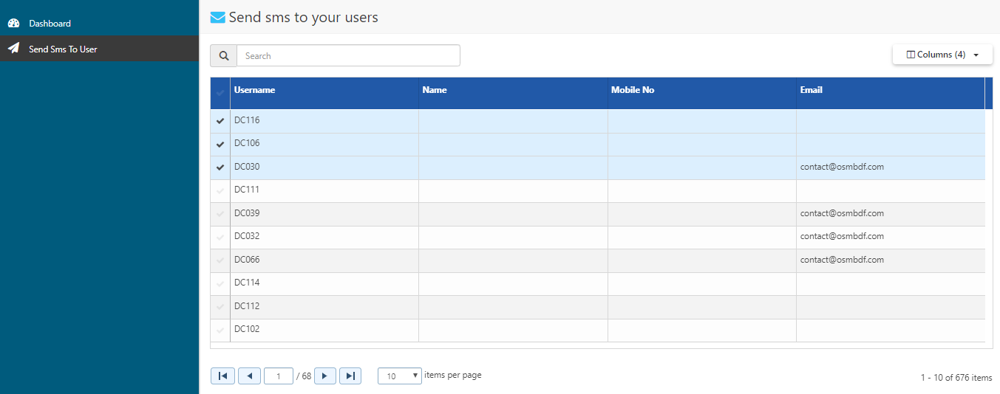 Dashboard
Send Sms To User
Send sms to your users
Search
Columns (4)
Username Name Mobile No Email
DC116
DC106
DC030 contact@osmbdf.com
DC111
DC039 contact@osmbdf.com
DC032 contact@osmbdf.com
DC066 contact@osmbdf.com
DC114
DC112
DC102
1 / 68 10 items per page
1 - 10 of 676 items